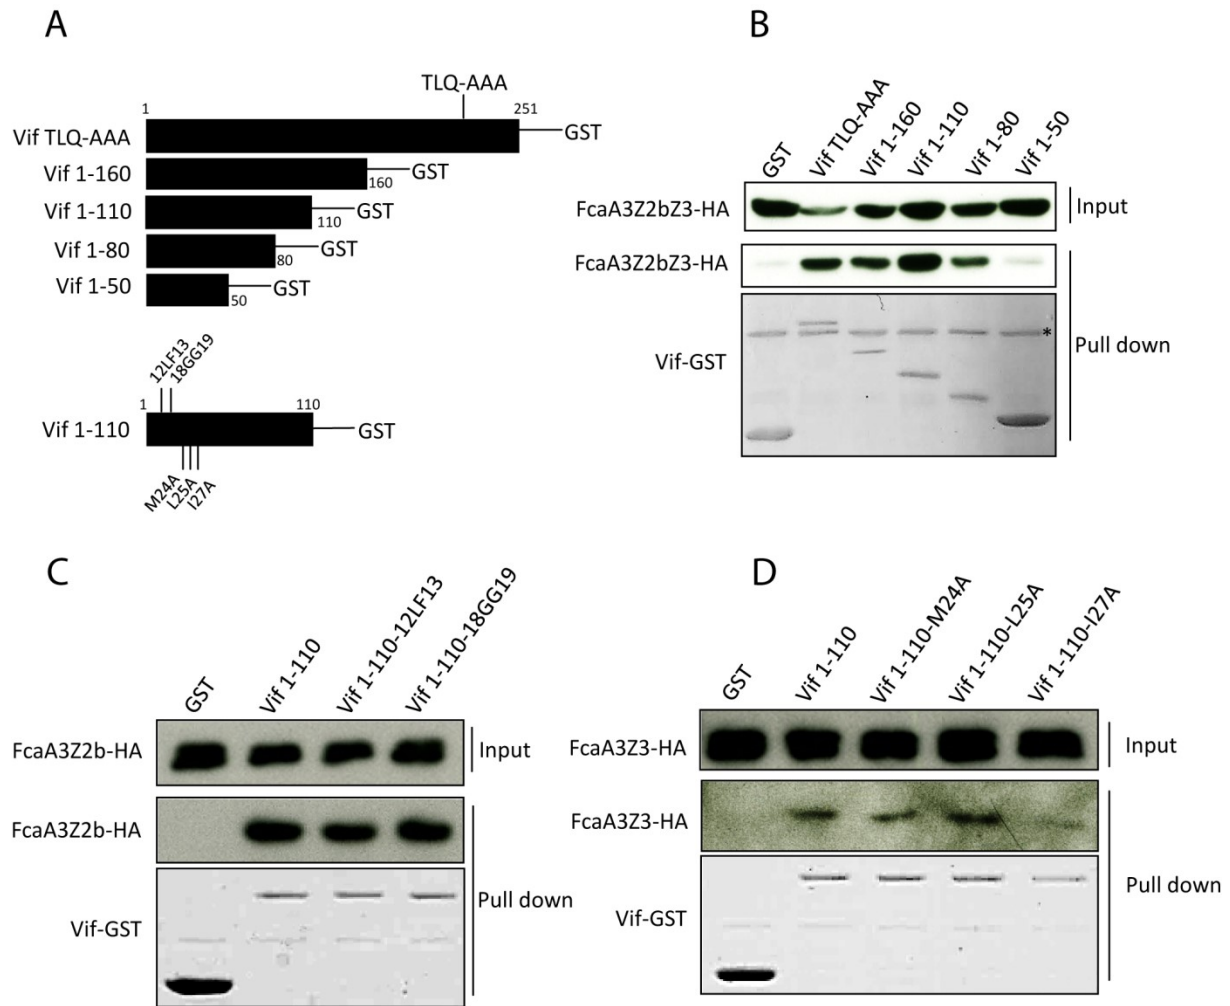 A
TLQ-AAA
1
251
Vif TLQ-AAA
GST
Vif 1-160
160
GST
Vif 1-110
110
GST
Vif 1-80
80
GST
Vif 1-50
50
GST
12LF13
18GG19
1
110
Vif 1-110
GST
M24A
L25A
I27A
B
GST
Vif TLQ-AAA
Vif 1-160
Vif 1-110
Vif 1-80
Vif 1-50
FcaA3Z2bZ3-HA
Input
FcaA3Z2bZ3-HA
Vif-GST
*
Pull down
C
GST
Vif 1-110
Vif 1-110-12LF13
Vif 1-110-18GG19
FcaA3Z2b-HA
Input
FcaA3Z2b-HA
Vif-GST
Pull down
D
GST
Vif 1-110
Vif 1-110-M24A
Vif 1-110-L25A
Vif 1-110-I27A
FcaA3Z3-HA
Input
FcaA3Z3-HA
Vif-GST
Pull down